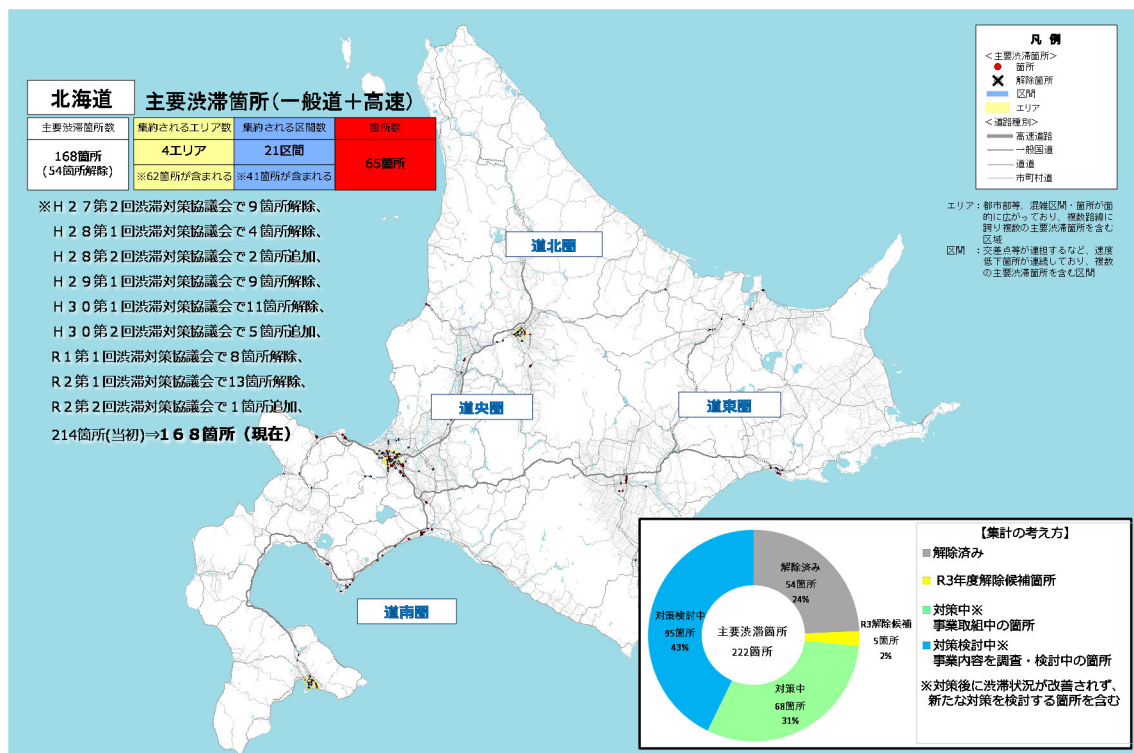 北海道
主要渋滞箇所(一般道+高速)
主要渋滞箇所数
168箇所
(54箇所解除)
集約されるエリア数
4エリア
※62箇所が含まれる
集約される区間数
21区間
※41箇所が含まれる
箇所数
65箇所
※H27第2回渋滞対策協議会で9箇所解除、
H28第1回渋滞対策協議会で4箇所解除、
H28第2回渋滞対策協議会で2箇所追加、
H29第1回渋滞対策協議会で9箇所解除、
H30第1回渋滞対策協議会で11箇所解除、
H30第2回渋滞対策協議会で5箇所追加、
R1第1回渋滞対策協議会で8箇所解除、
R2第1回渋滞対策協議会で13箇所解除、
R2第2回渋滞対策協議会で1箇所追加、
214箇所(当初)⇒168箇所(現在)
凡 例
<主要渋滞箇所>
箇所
解除箇所
区間
エリア
<道路種別>
高速道路
一般国道
道道
市町村道
エリア:都市部等、混雑区間・箇所が面
的に広がっており、複数路線に
跨り複数の主要渋滞箇所を含む
区域
区間 :交差点等が連担するなど、速度
低下箇所が連続しており、複数
の主要渋滞箇所を含む区間
道北圏
道央圏
道東圏
道南圏
解除済み
54箇所
24%
R3解除候補
5箇所
2%
対策検討中
95箇所
43%
主要渋滞箇所
222箇所
対策中
68箇所
31%
【集計の考え方】
解除済み
R3年度解除候補箇所
対策中※
事業取組中の箇所
対策検討中※
事業内容を調査・検討中の箇所
※対策後に渋滞状況が改善されず、
新たな対策を検討する箇所を含む